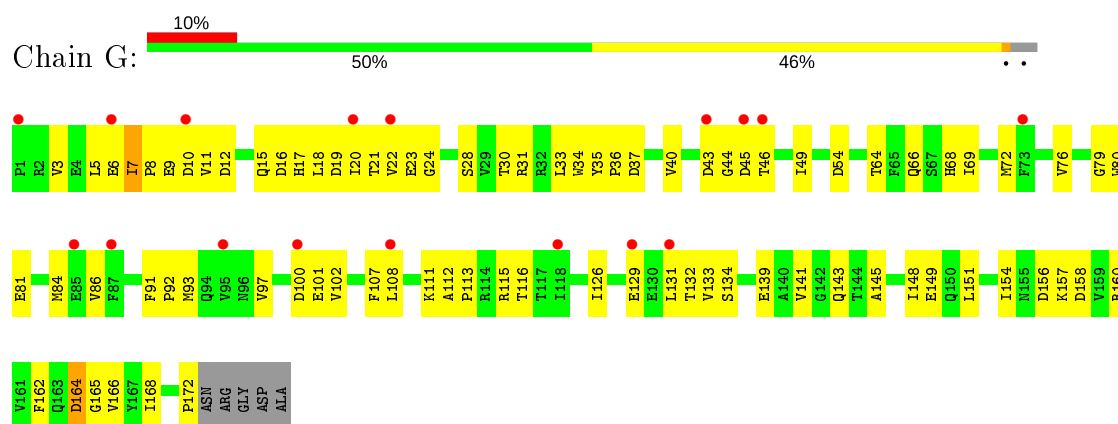 10%
Chain G:
50% 46% • •
P1 R2 V3 E4 L5 E6 I7 P8 E9 D10 V11 D12 Q15 D16 H17 L18 D19 I20 T21 V22 E23 G24 S28 V29 T30 R31 R32 L33 W34 Y35 P36 D37 V40 D43 G44 D45 T46 I49 D54 T64 F65 Q66 S67 H68 I69 M72 F73 V76 G79 W80
E81 M84 E85 V86 F87 F91 P92 M93 Q94 V95 N96 V97 D100 E101 V102 F107 L108 K111 A112 P113 R114 R115 T116 T117 I118 I126 E129 E130 L131 T132 V133 S134 E139 A140 V141 G142 Q143 T144 A145 I148 E149 Q150 L151 I154 N155 D156 K157 D158 V159 R160
V161 F162 Q163 D164 G165 V166 Y167 I168 P172 ASN ARG GLY ASP ALA